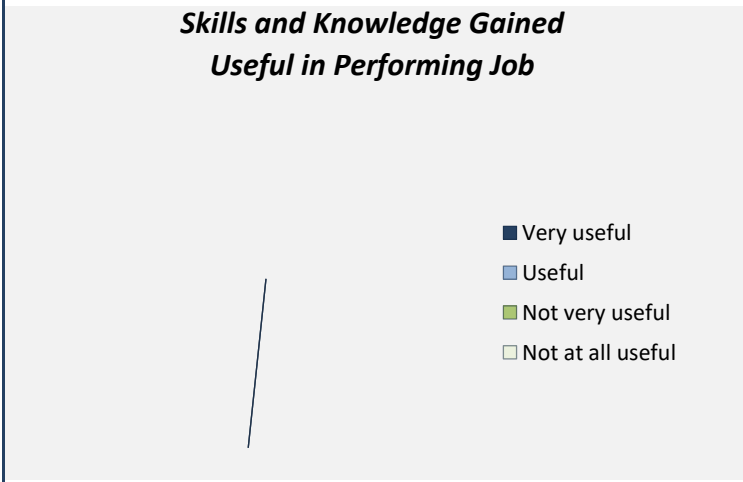 Skills and Knowledge Gained
Useful in Performing Job
Very useful
Useful
Not very useful
Not at all useful